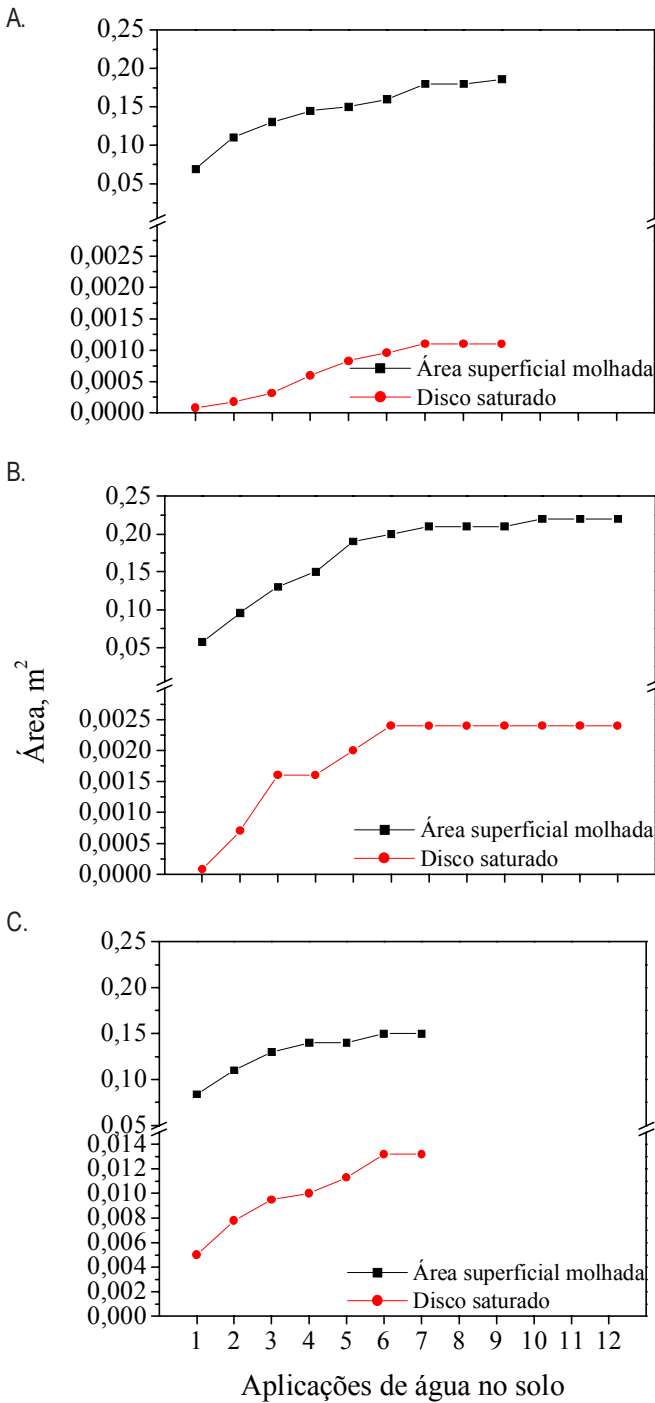 A.
0,25
0,20
0,15
0,10
0,05
0,0025
0,0020
0,0015
0,0010
0,0005
0,0000
Área superficial molhada
Disco saturado
B.
0,25
0,20
0,15
0,10
0,05
0,0025
0,0020
0,0015
0,0010
0,0005
0,0000
Área superficial molhada
Disco saturado
Área, m²
C.
0,25
0,20
0,15
0,10
0,05
0,014
0,012
0,010
0,008
0,006
0,004
0,002
0,000
Área superficial molhada
Disco saturado
1 2 3 4 5 6 7 8 9 10 11 12
Aplicações de água no solo